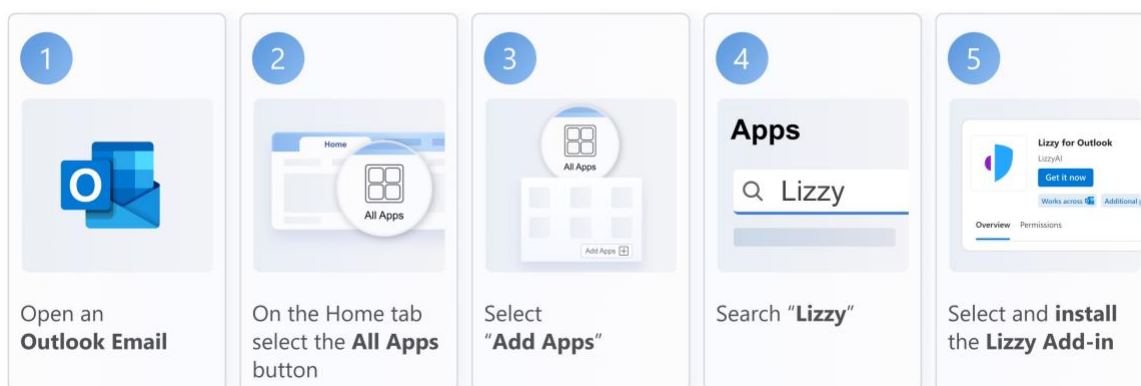 1
O
Open an
Outlook Email
2
Home
All Apps
On the Home tab
select the All Apps
button
3
All Apps
Add Apps
Select
"Add Apps"
4
Apps
Lizzy
Search "Lizzy"
5
Lizzy for Outlook
LizzyAI
Get it now
Works across
Additional
Overview Permissions
Select and install
the Lizzy Add-in